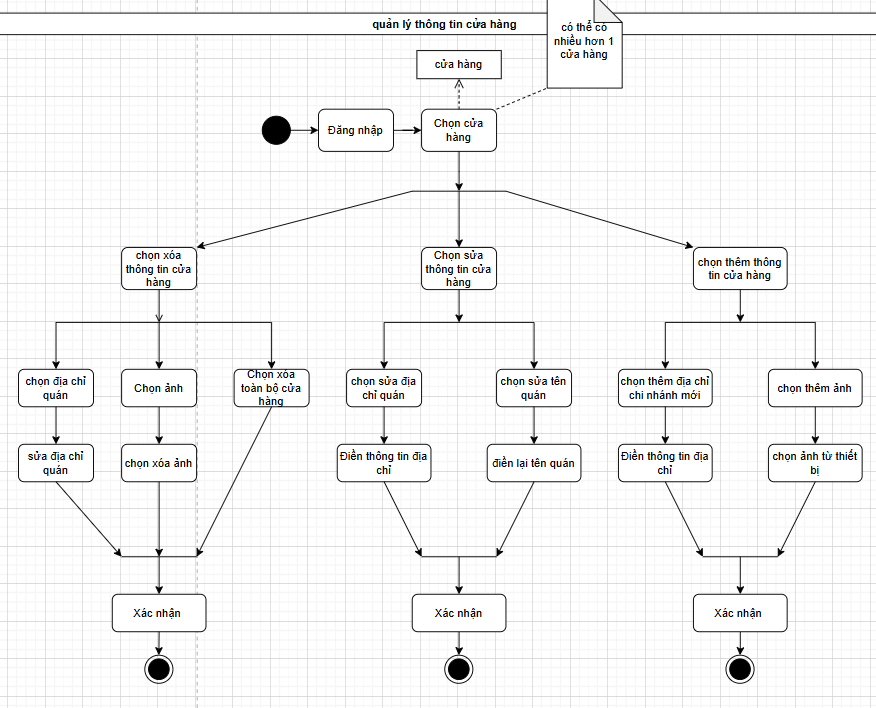 quản lý thông tin cửa hàng
có thể có
nhiều hơn 1
cửa hàng
cửa hàng
Đăng nhập
Chọn cửa
hàng
chọn xóa
thông tin cửa
hàng
Chọn sửa
thông tin cửa
hàng
chọn thêm thông
tin cửa hàng
chọn địa chỉ
quán
Chọn ảnh
Chọn xóa
toàn bộ cửa
hàng
chọn sửa địa
chỉ quán
chọn sửa tên
quán
chọn thêm địa chỉ
chi nhánh mới
chọn thêm ảnh
sửa địa chỉ
quán
chọn xóa ảnh
Điền thông tin địa
chỉ
điền lại tên quán
Điền thông tin địa
chỉ
chọn ảnh từ thiết
bị
Xác nhận
Xác nhận
Xác nhận